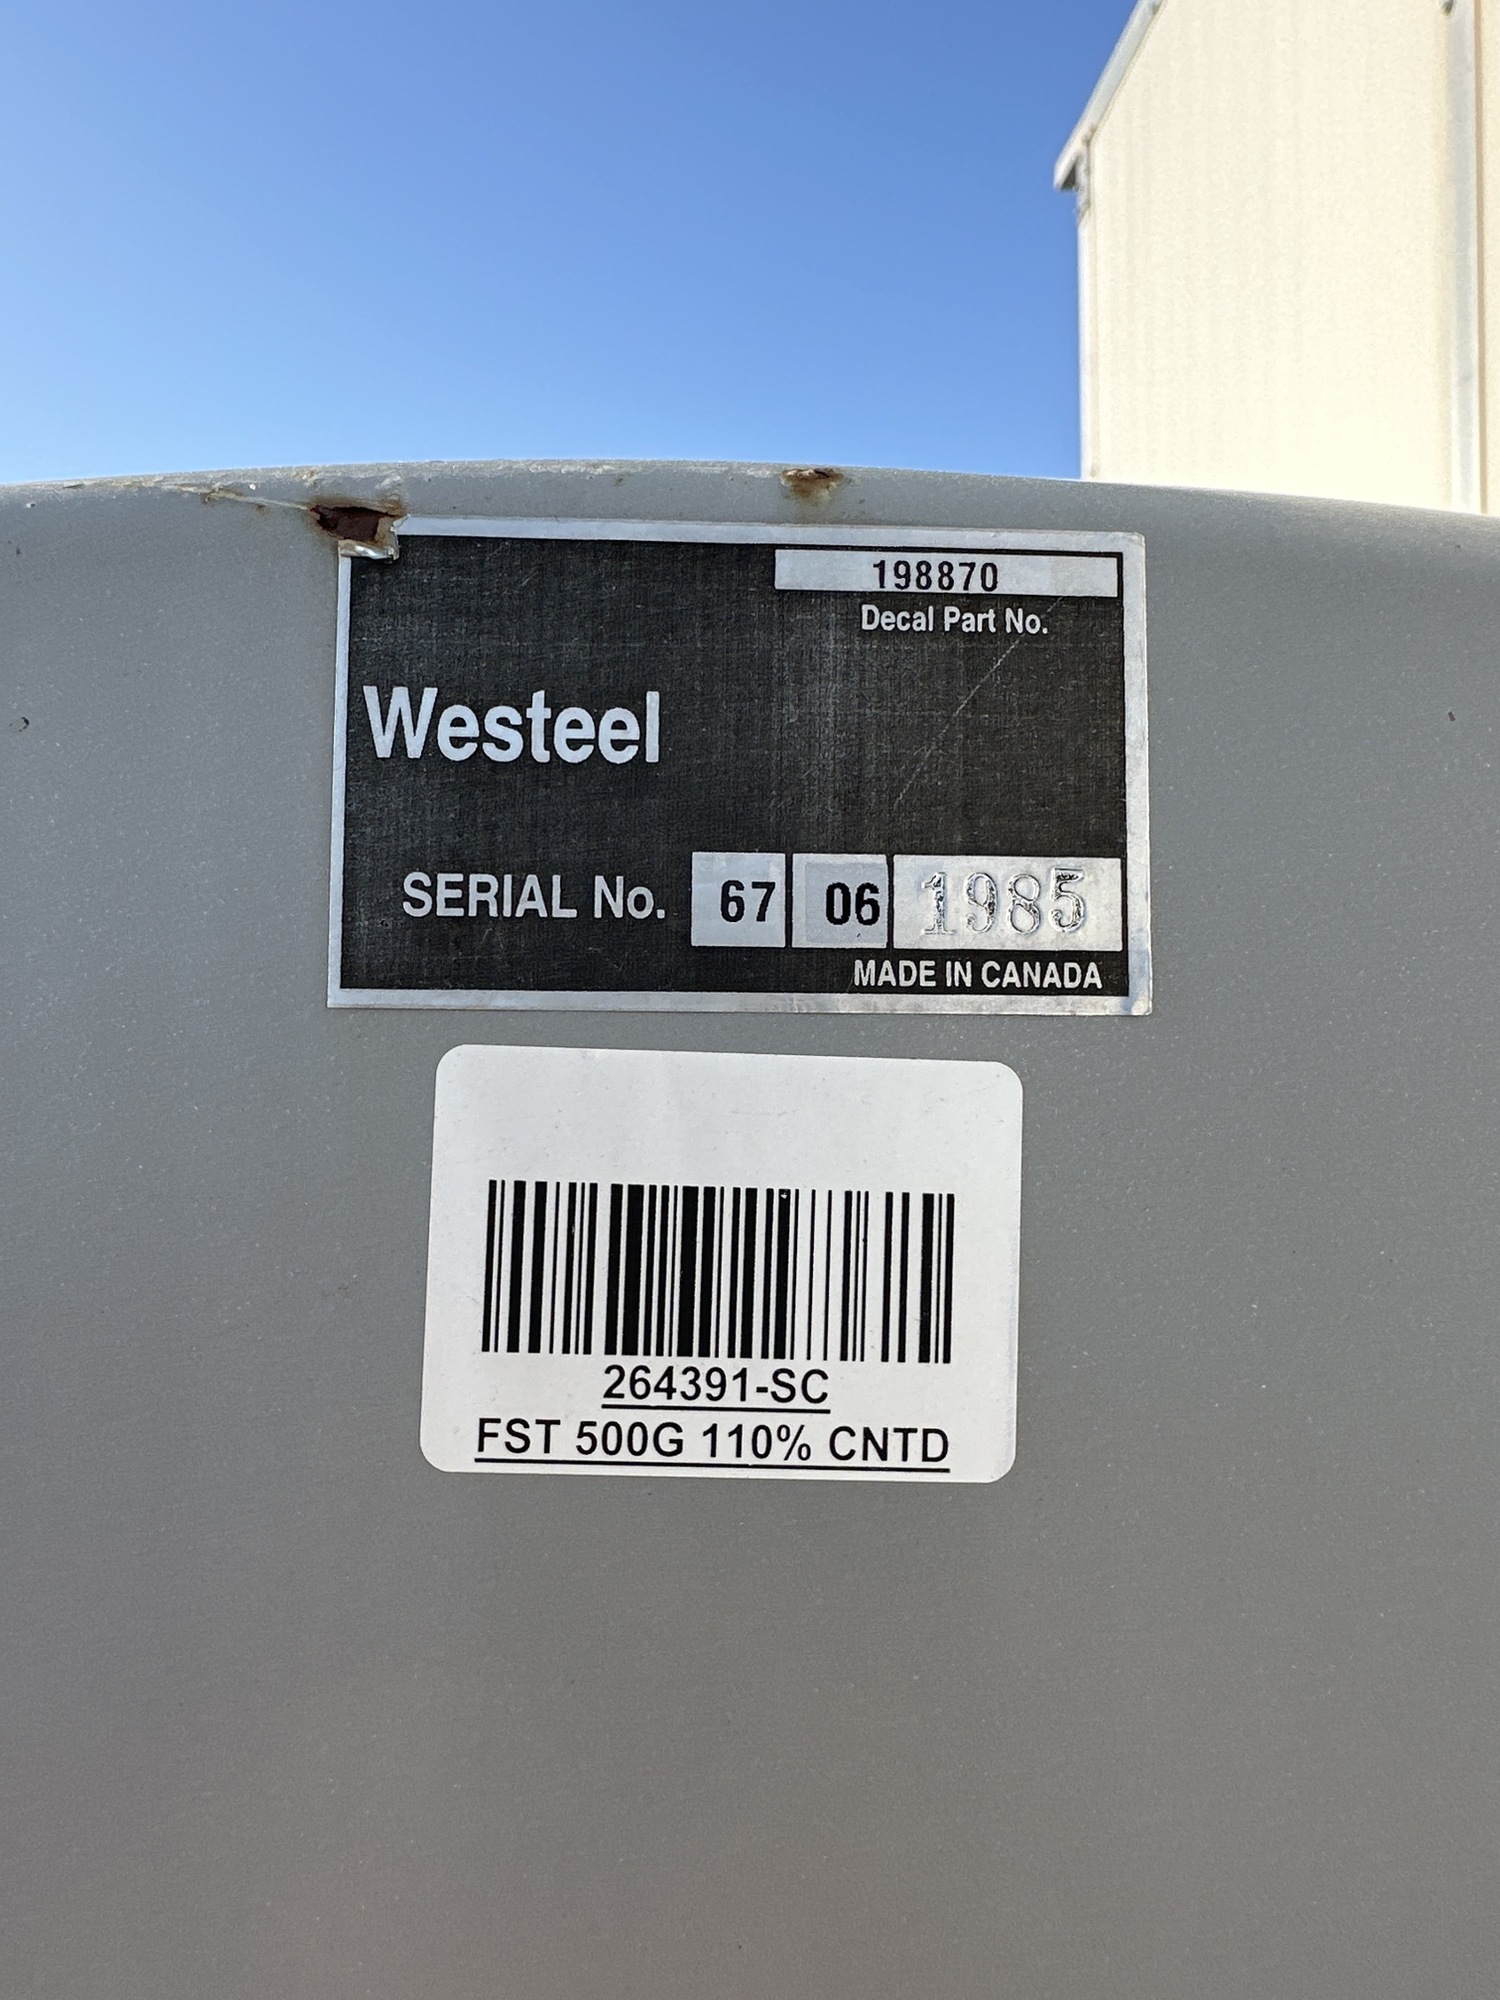 198870
Decal Part No.
Westeel
SERIAL No. 67 06 1985
MADE IN CANADA
264391-SC
FST 500G 110% CNTD